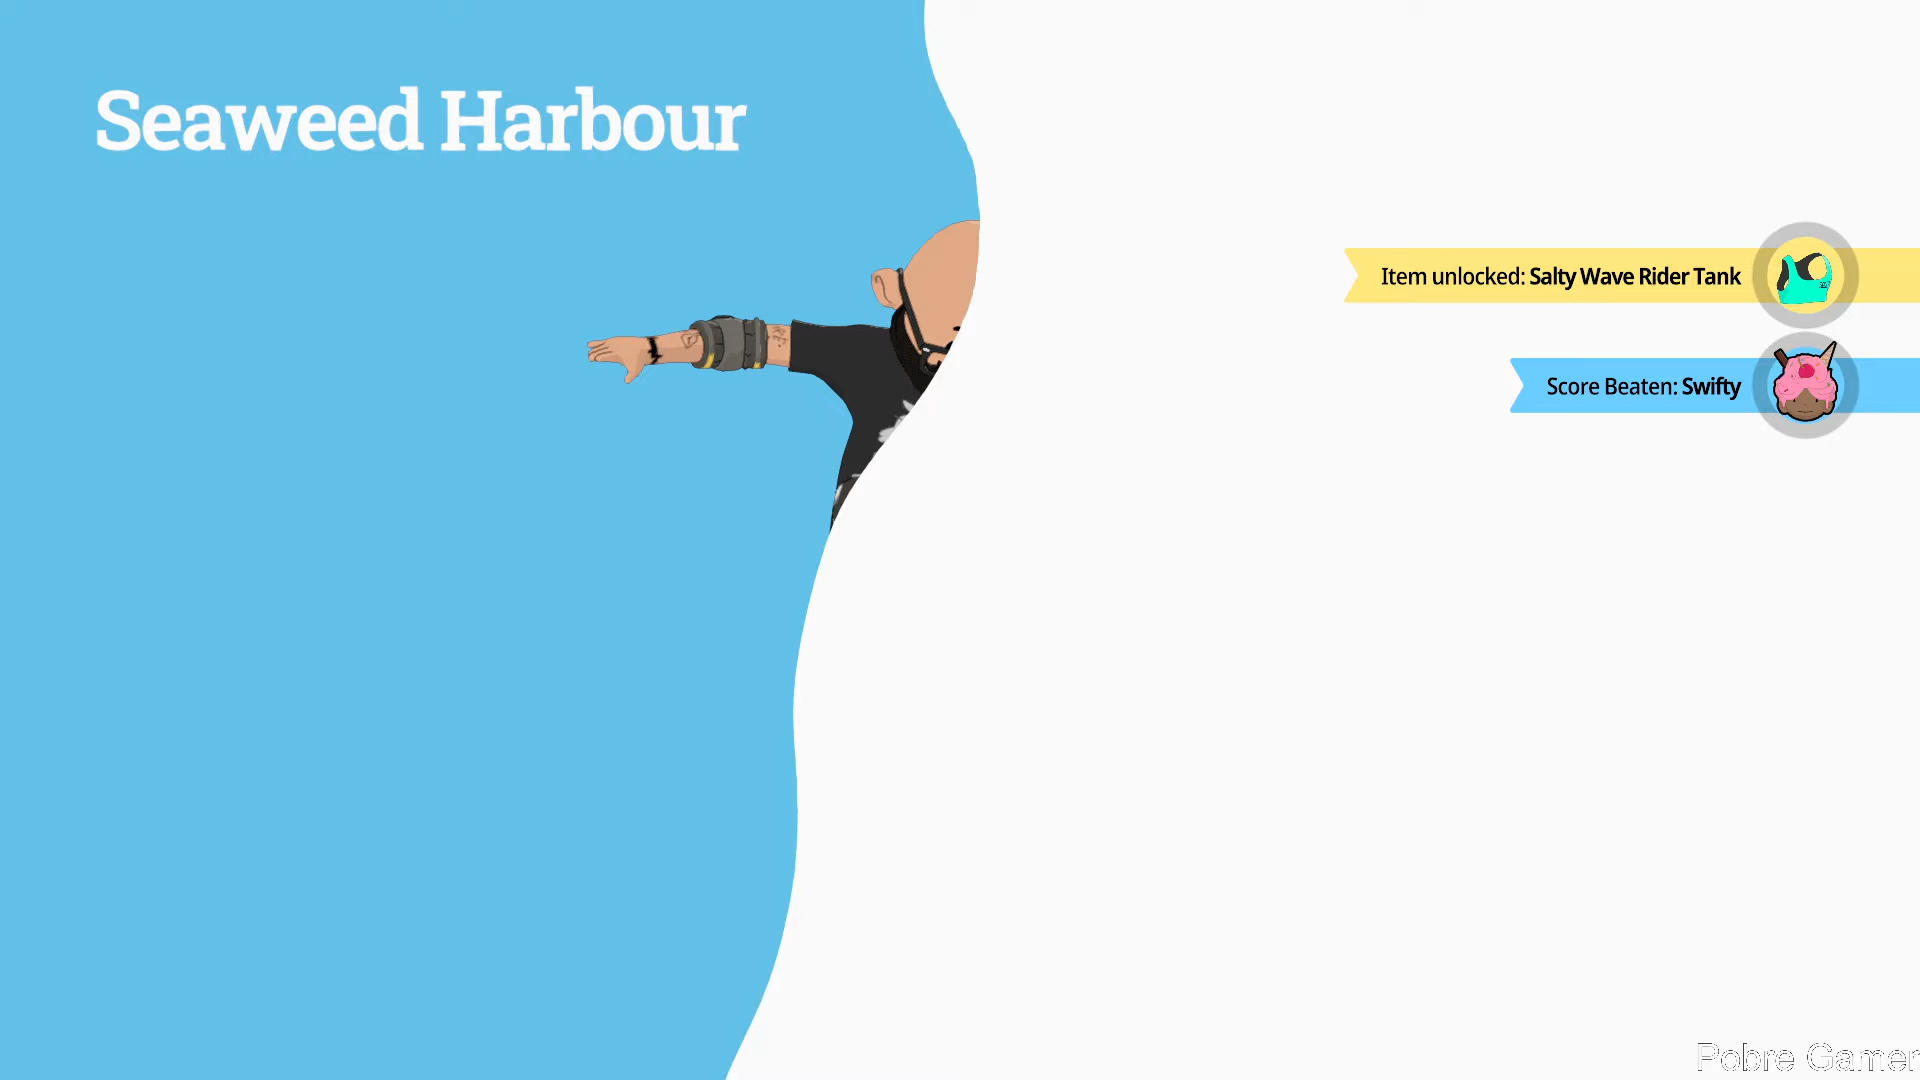 Seaweed Harbour
Item unlocked: Salty Wave Rider Tank
Score Beaten: Swifty
Pobre Gamer